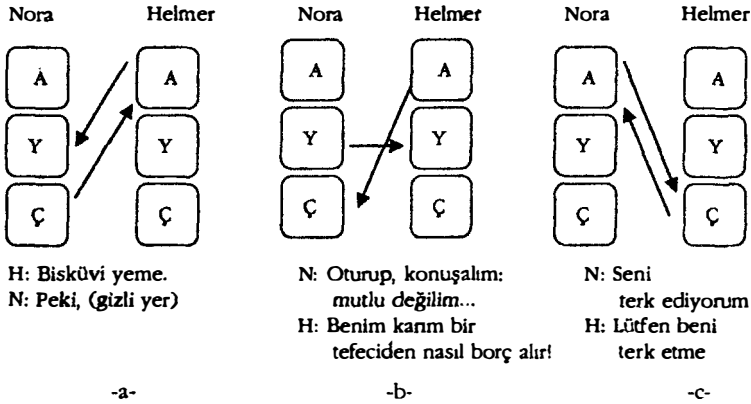 Nora Helmer Nora Helmer Nora Helmer
A A A A A A
Y Y Y Y Y Y
Ç Ç Ç Ç Ç Ç
H: Bisküvi yeme.
N: Peki, (gizli yer)
-a-
N: Oturup, konuşalım:
mutlu değilim...
H: Benim karım bir
tefeciden nasıl borç alır!
-b-
N: Seni
terk ediyorum
H: Lütfen beni
terk etme
-c-